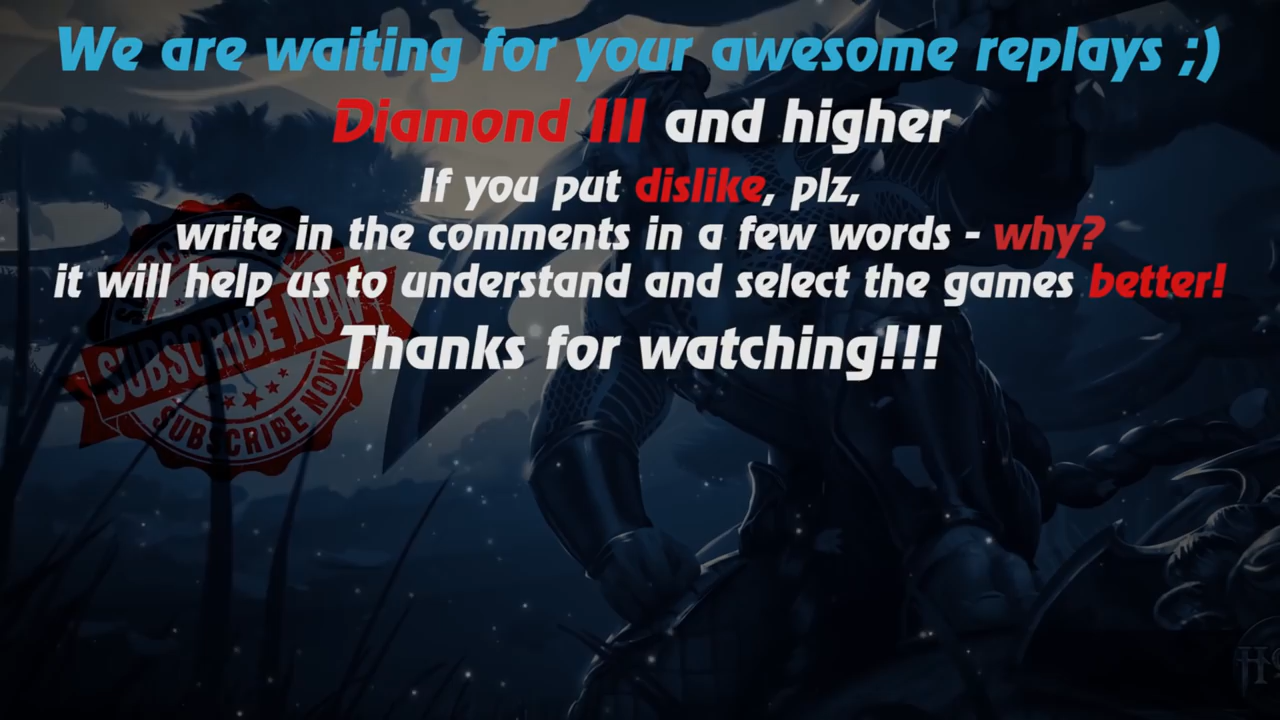 We are waiting for your awesome replays ;)
Diamond III and higher
If you put dislike, plz,
write in the comments in a few words - why?
it will help us to understand and select the games better!
Thanks for watching!!!
SUBSCRIBE NOW
SUBSCRIBE NOW